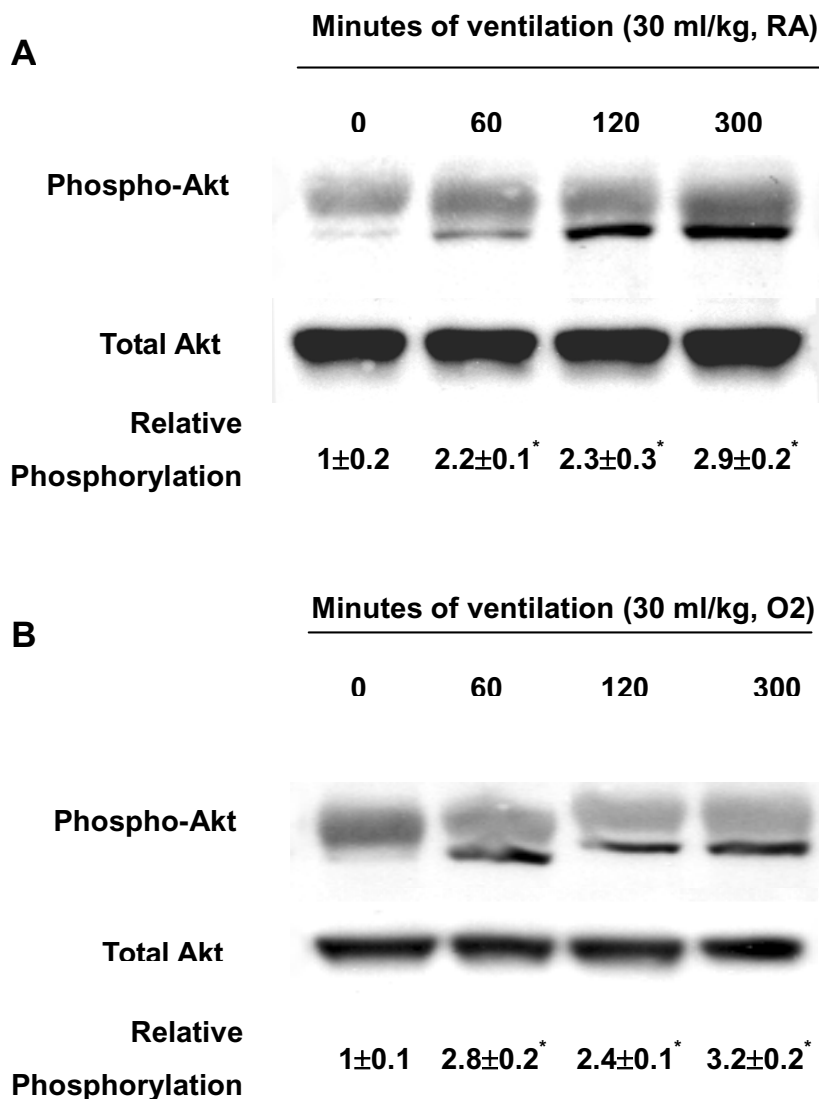 A
Minutes of ventilation (30 ml/kg, RA)
0 60 120 300
Phospho-Akt
Total Akt
Relative
Phosphorylation
1±0.2 2.2±0.1* 2.3±0.3* 2.9±0.2*
B
Minutes of ventilation (30 ml/kg, O2)
0 60 120 300
Phospho-Akt
Total Akt
Relative
Phosphorylation
1±0.1 2.8±0.2* 2.4±0.1* 3.2±0.2*